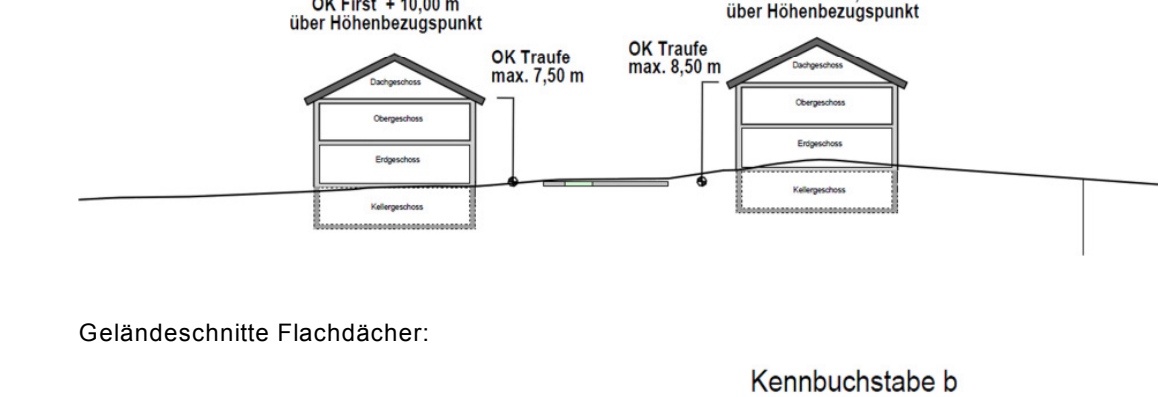 OK First + 10,00 m
über Höhenbezugspunkt
über Höhenbezugspunkt
OK Traufe
max. 7,50 m
OK Traufe
max. 8,50 m
Dachgeschoss
Obergeschoss
Erdgeschoss
Kellergeschoss
Dachgeschoss
Obergeschoss
Erdgeschoss
Kellergeschoss
Geländeschnitte Flachdächer:
Kennbuchstabe b